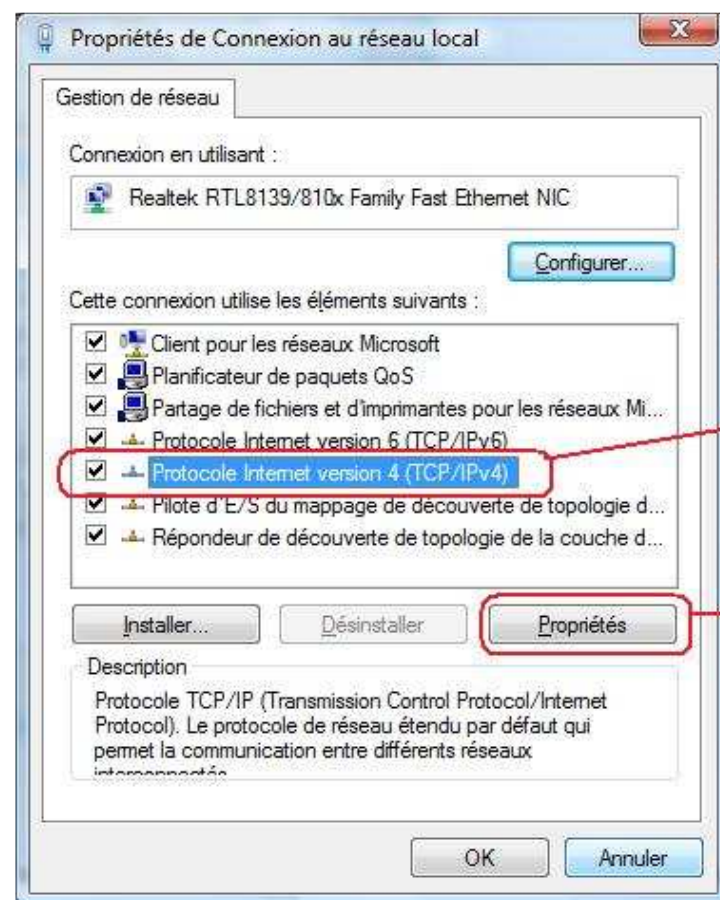 Propriétés de Connexion au réseau local
Gestion de réseau
Connexion en utilisant :
Realtek RTL8139/810x Family Fast Ethernet NIC
Configurer...
Cette connexion utilise les éléments suivants :
Client pour les réseaux Microsoft
Planificateur de paquets QoS
Partage de fichiers et d'imprimantes pour les réseaux Mi...
Protocole Internet version 6 (TCP/IPv6)
Protocole Internet version 4 (TCP/IPv4)
Pilote d'E/S du mappage de découverte de topologie d...
Répondeur de découverte de topologie de la couche d...
Installer... Désinstaller Propriétés
Description
Protocole TCP/IP (Transmission Control Protocol/Internet
Protocol). Le protocole de réseau étendu par défaut qui
permet la communication entre différents réseaux
interconnectés
OK Annuler